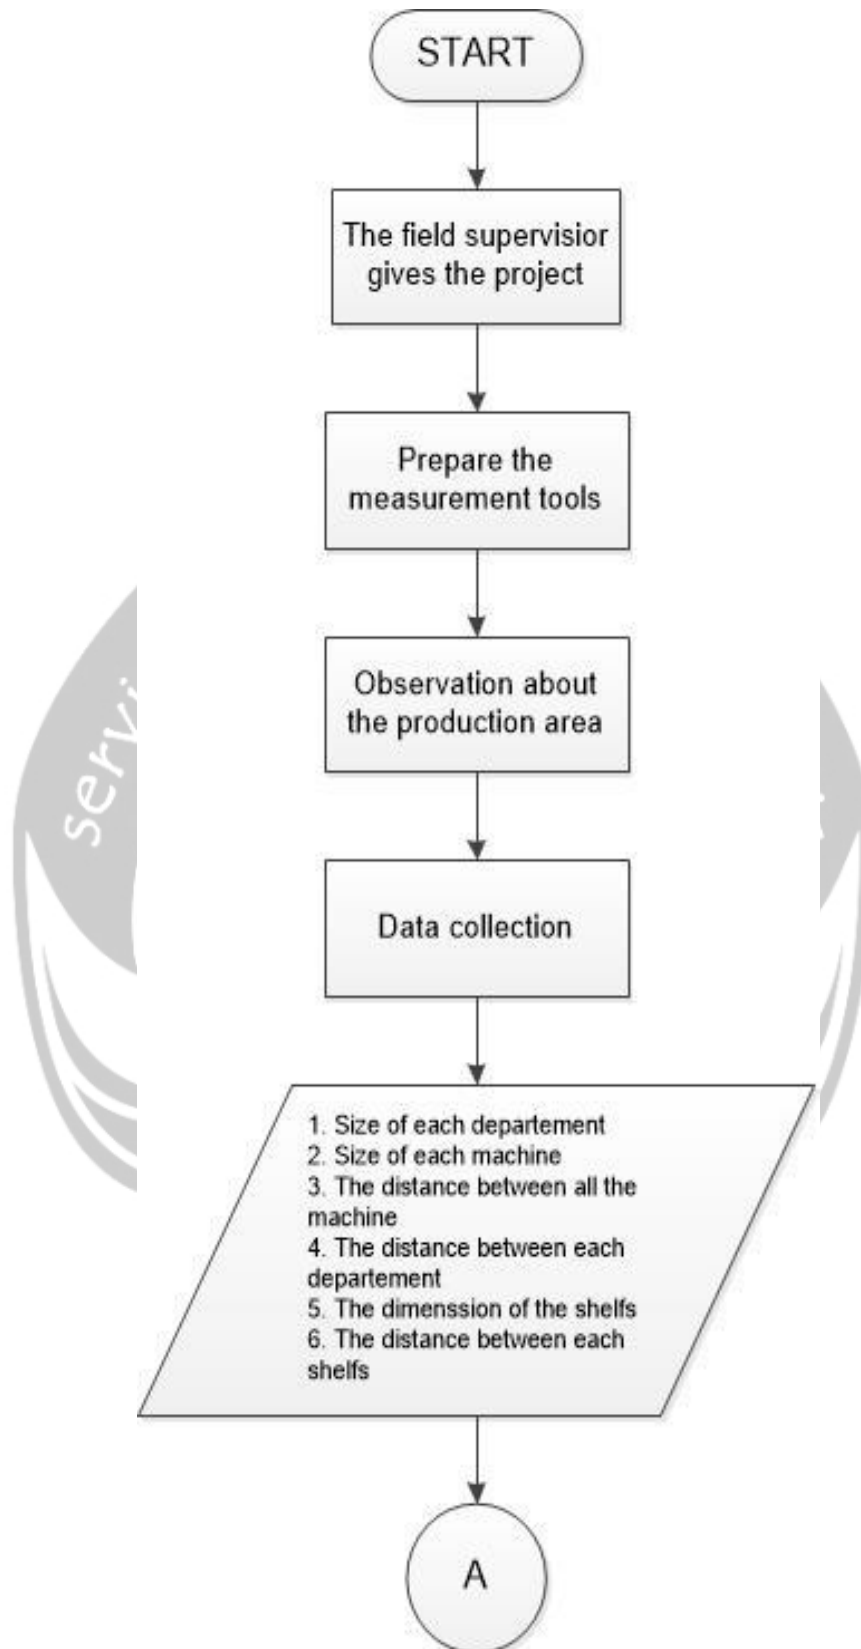 START
The field supervisior
gives the project
Prepare the
measurement tools
Observation about
the production area
Data collection
1. Size of each departement
2. Size of each machine
3. The distance between all the
machine
4. The distance between each
departement
5. The dimenssion of the shelfs
6. The distance between each
shelfs
A